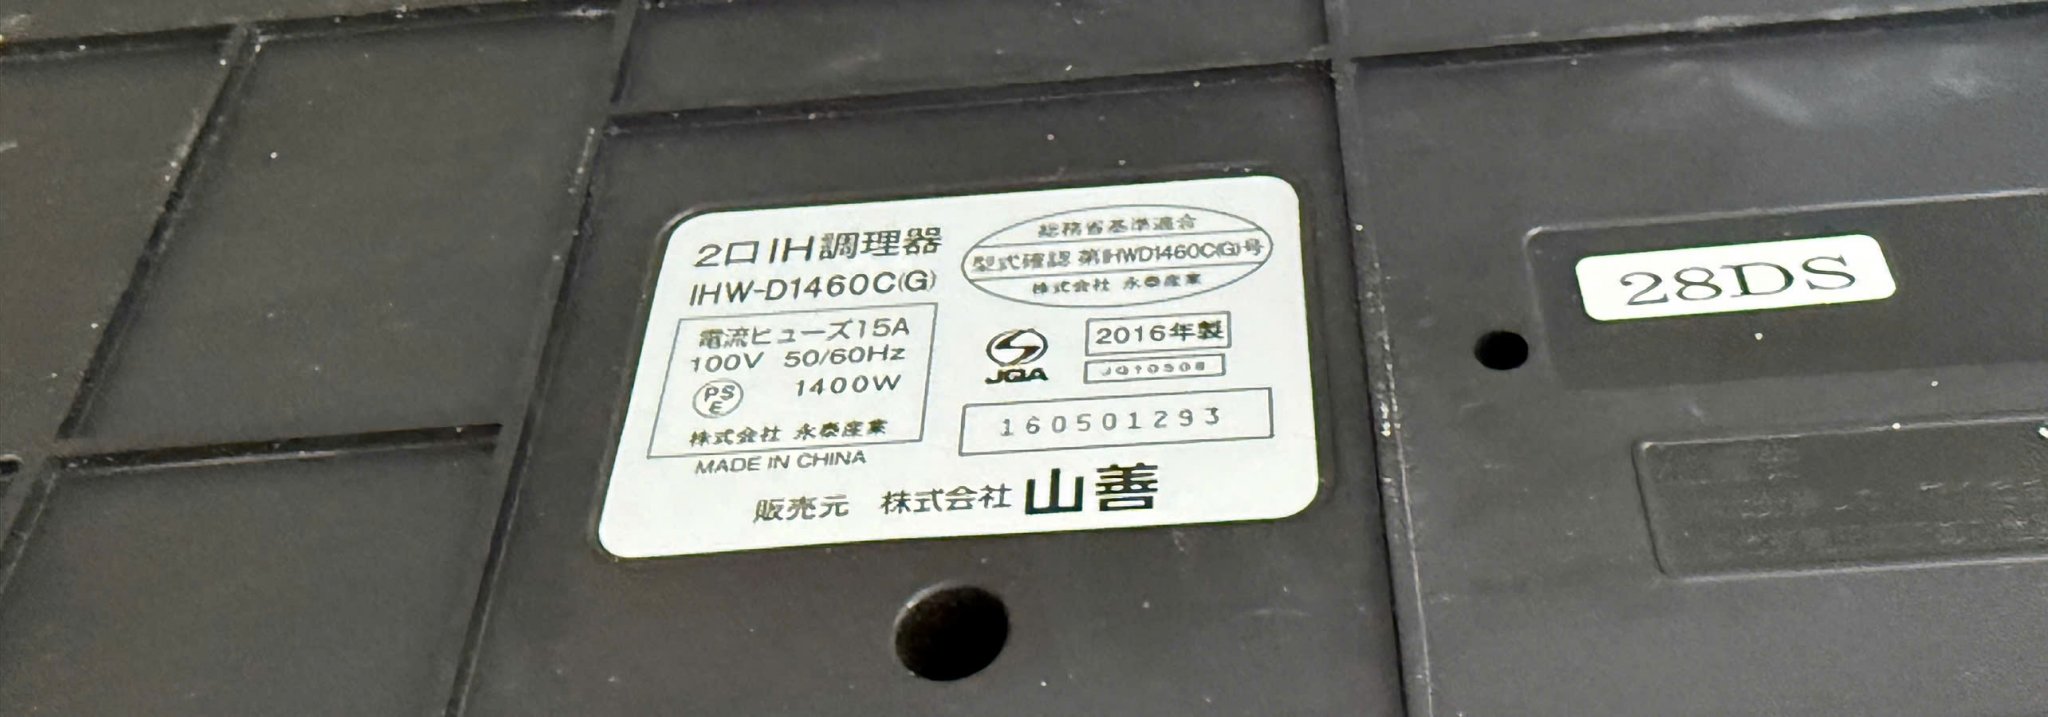 2口IH調理器
IHW-D1460C(G)
電流ヒューズ15A
100V 50/60Hz
1400W
PS
E
株式会社 永泰産業
MADE IN CHINA
総務省基準適合
型式確認 第IHWD1460C(G)号
株式会社 永泰産業
JQA
2016年製
JQ10508
160501293
販売元 株式会社 山善
28DS